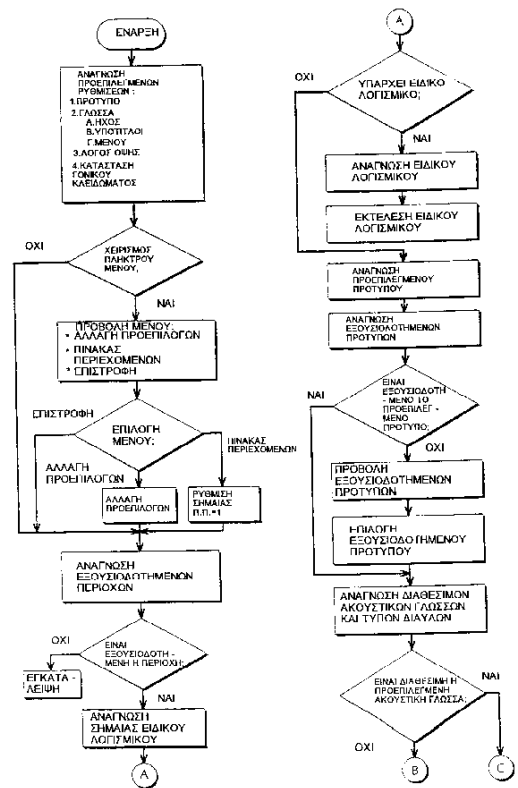 ΕΝΑΡΞΗ
ΑΝΑΓΝΩΣΗ
ΠΡΟΕΠΙΛΕΓΜΕΝΩΝ
ΡΥΘΜΙΣΕΩΝ :
1.ΠΡΟΤΥΠΟ
2.ΓΛΩΣΣΑ
Α.ΗΧΟΣ
Β.ΥΠΟΤΙΤΛΟΙ
Γ.ΜΕΝΟΥ
3.ΛΟΓΟΣ ΟΨΗΣ
4.ΚΑΤΑΣΤΑΣΗ
ΓΟΝΙΚΟΥ
ΚΛΕΙΔΩΜΑΤΟΣ
ΟΧΙ
ΧΕΙΡΙΣΜΟΣ
ΠΛΗΚΤΡΟΥ
ΜΕΝΟΥ;
ΝΑΙ
ΠΡΟΒΟΛΗ ΜΕΝΟΥ;
* ΑΛΛΑΓΗ ΠΡΟΕΠΙΛΟΓΩΝ
* ΠΙΝΑΚΑΣ
ΠΕΡΙΕΧΟΜΕΝΩΝ
* ΕΠΙΣΤΡΟΦΗ
ΕΠΙΣΤΡΟΦΗ
ΕΠΙΛΟΓΗ
ΜΕΝΟΥ;
ΠΙΝΑΚΑΣ
ΠΕΡΙΕΧΟΜΕΝΩΝ
ΑΛΛΑΓΗ
ΠΡΟΕΠΙΛΟΓΩΝ
ΑΛΛΑΓΗ
ΠΡΟΕΠΙΛΟΓΩΝ
ΡΥΘΜΙΣΗ
ΣΗΜΑΙΑΣ
Π.Π.=1
ΑΝΑΓΝΩΣΗ
ΕΞΟΥΣΙΟΔΟΤΗΜΕΝΩΝ
ΠΕΡΙΟΧΩΝ
ΟΧΙ
ΕΙΝΑΙ
ΕΞΟΥΣΙΟΔΟΤΗ -
ΜΕΝΗ Η ΠΕΡΙΟΧΗ;
ΕΓΚΑΤΑ -
ΛΕΙΨΗ
ΝΑΙ
ΑΝΑΓΝΩΣΗ
ΣΗΜΑΙΑΣ ΕΙΔΙΚΟΥ
ΛΟΓΙΣΜΙΚΟΥ
Α
Α
ΟΧΙ
ΥΠΑΡΧΕΙ ΕΙΔΙΚΟ
ΛΟΓΙΣΜΙΚΟ;
ΝΑΙ
ΑΝΑΓΝΩΣΗ ΕΙΔΙΚΟΥ
ΛΟΓΙΣΜΙΚΟΥ
ΕΚΤΕΛΕΣΗ ΕΙΔΙΚΟΥ
ΛΟΓΙΣΜΙΚΟΥ
ΑΝΑΓΝΩΣΗ
ΠΡΟΕΠΙΛΕΓΜΕΝΟΥ
ΠΡΟΤΥΠΟΥ
ΑΝΑΓΝΩΣΗ
ΕΞΟΥΣΙΟΔΟΤΗΜΕΝΩΝ
ΠΡΟΤΥΠΩΝ
ΝΑΙ
ΕΙΝΑΙ
ΕΞΟΥΣΙΟΔΟΤΗ
- ΜΕΝΟ ΤΟ
ΠΡΟΕΠΙΛΕΓ -
ΜΕΝΟ
ΠΡΟΤΥΠΟ;
ΟΧΙ
ΠΡΟΒΟΛΗ
ΕΞΟΥΣΙΟΔΟΤΗΜΕΝΩΝ
ΠΡΟΤΥΠΩΝ
ΕΠΙΛΟΓΗ
ΕΞΟΥΣΙΟΔΟΤΗΜΕΝΟΥ
ΠΡΟΤΥΠΟΥ
ΑΝΑΓΝΩΣΗ ΔΙΑΘΕΣΙΜΩΝ
ΑΚΟΥΣΤΙΚΩΝ ΓΛΩΣΣΩΝ
ΚΑΙ ΤΥΠΩΝ ΔΙΑΥΛΩΝ
ΕΙΝΑΙ ΔΙΑΘΕΣΙΜΗ Η
ΠΡΟΕΠΙΛΕΓΜΕΝΗ
ΑΚΟΥΣΤΙΚΗ ΓΛΩΣΣΑ;
ΝΑΙ
ΟΧΙ
Β
C